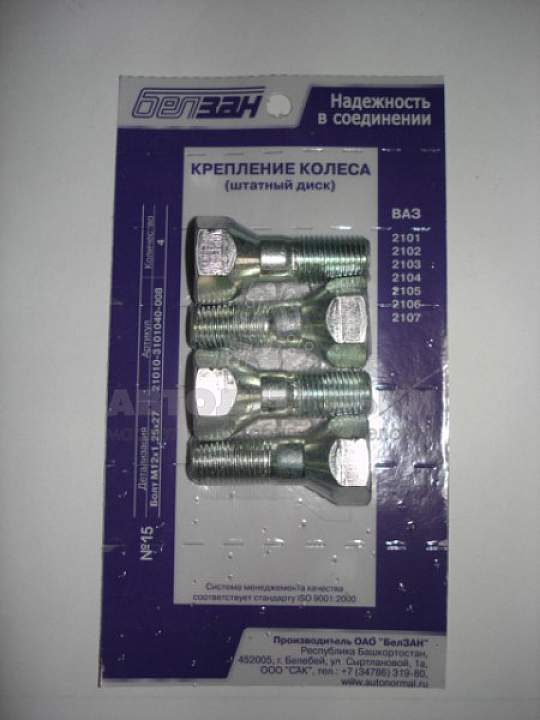 белзан
Надежность
в соединении
КРЕПЛЕНИЕ КОЛЕСА
(штатный диск)
ВАЗ
2101
2102
2103
2104
2105
2106
2107
Количество
4
Артикул
21010-3101040-008
Детализация
Болт М12х1,25х27
№15
Система менеджемента качества
соответствует стандарту ISO 9001:2000
Производитель ОАО "БелЗАН"
Республика Башкортостан,
452005, г. Белебей, ул. Сыртлановой, 1а,
ООО "САК", тел.: +7 (34786) 319-80,
www.autonormal.ru